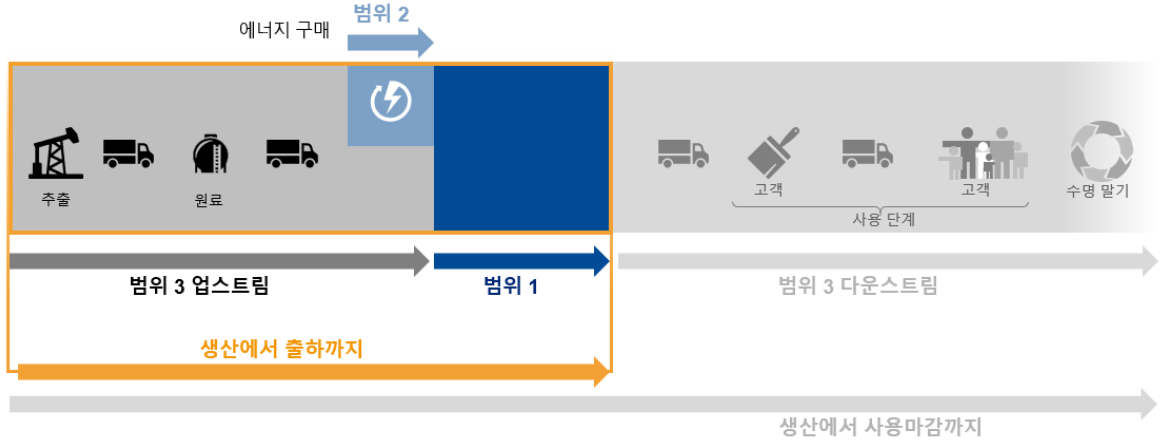 범위 2
에너지 구매
추출
원료
고객
고객
수명 말기
사용 단계
범위 3 업스트림
범위 1
범위 3 다운스트림
생산에서 출하까지
생산에서 사용마감까지